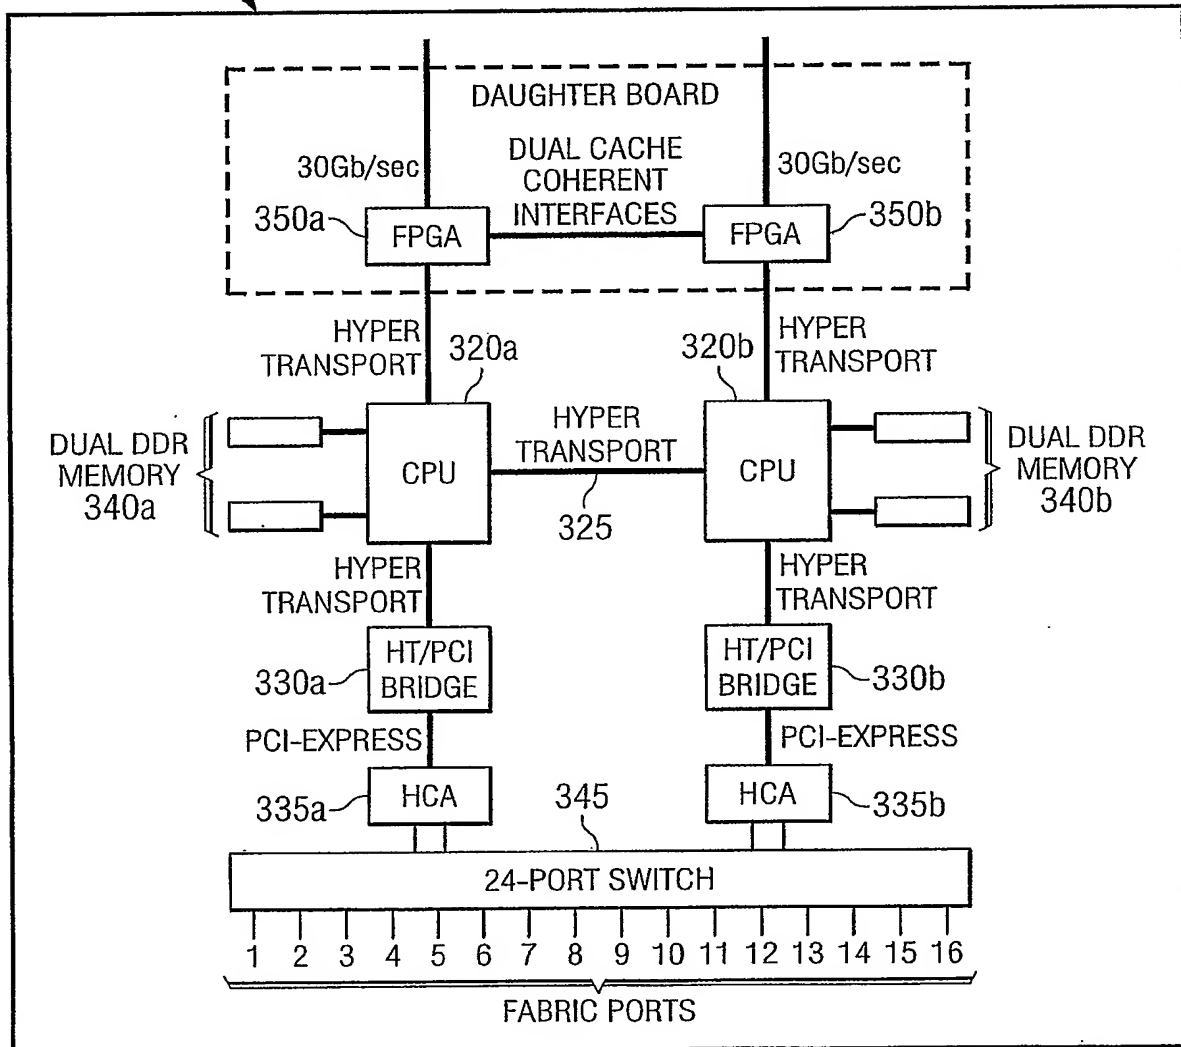 DAUGHTER BOARD
30Gb/sec
DUAL CACHE
COHERENT
INTERFACES
30Gb/sec
350a
FPGA
FPGA
350b
HYPER
TRANSPORT
320a
320b
HYPER
TRANSPORT
DUAL DDR
MEMORY
340a
CPU
HYPER
TRANSPORT
325
CPU
DUAL DDR
MEMORY
340b
HYPER
TRANSPORT
HYPER
TRANSPORT
330a
HT/PCI
BRIDGE
HT/PCI
BRIDGE
330b
PCI-EXPRESS
PCI-EXPRESS
335a
HCA
345
HCA
335b
24-PORT SWITCH
1 2 3 4 5 6 7 8 9 10 11 12 13 14 15 16
FABRIC PORTS